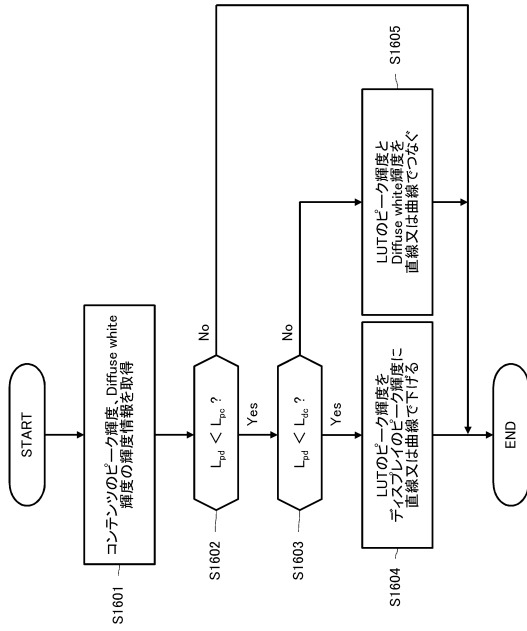 START
コンテンツのピーク輝度、Diffuse white
輝度の輝度情報を取得
S1601
Lpd < Lpc ?
No
Yes
S1602
Lpd < Ldc ?
No
Yes
S1603
LUTのピーク輝度を
ディスプレイのピーク輝度に
直線又は曲線で下げる
S1604
LUTのピーク輝度と
Diffuse white輝度を
直線又は曲線でつなぐ
S1605
END